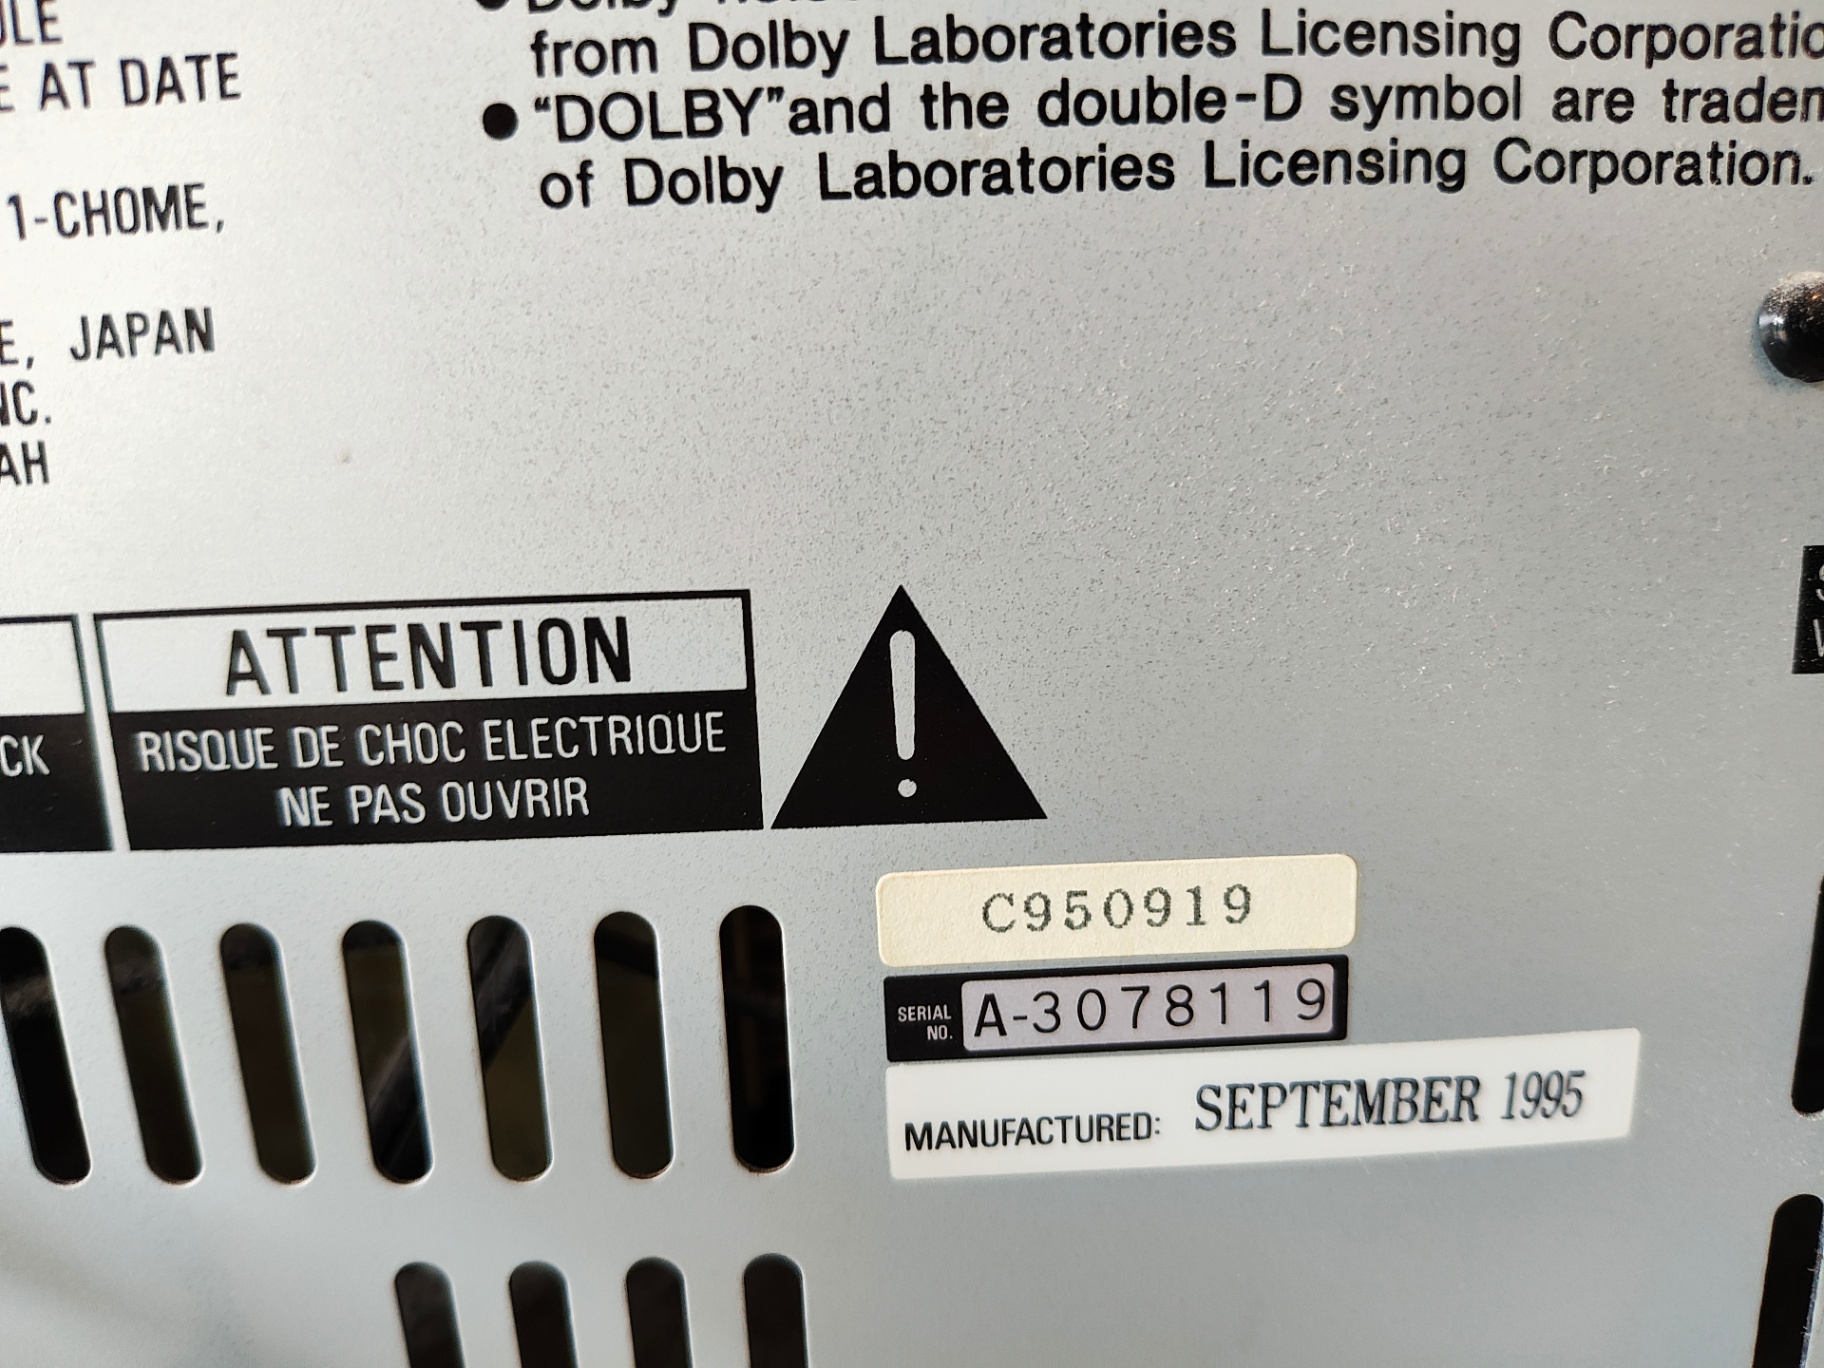 AT DATE
1-CHOME,
JAPAN
from Dolby Laboratories Licensing
● “DOLBY”and the double-D symbol are
of Dolby Laboratories Licensing Corporation.
ATTENTION
RISQUE DE CHOC ELECTRIQUE
NE PAS OUVRIR
!
C950919
SERIAL NO. A-3078119
MANUFACTURED: SEPTEMBER 1995